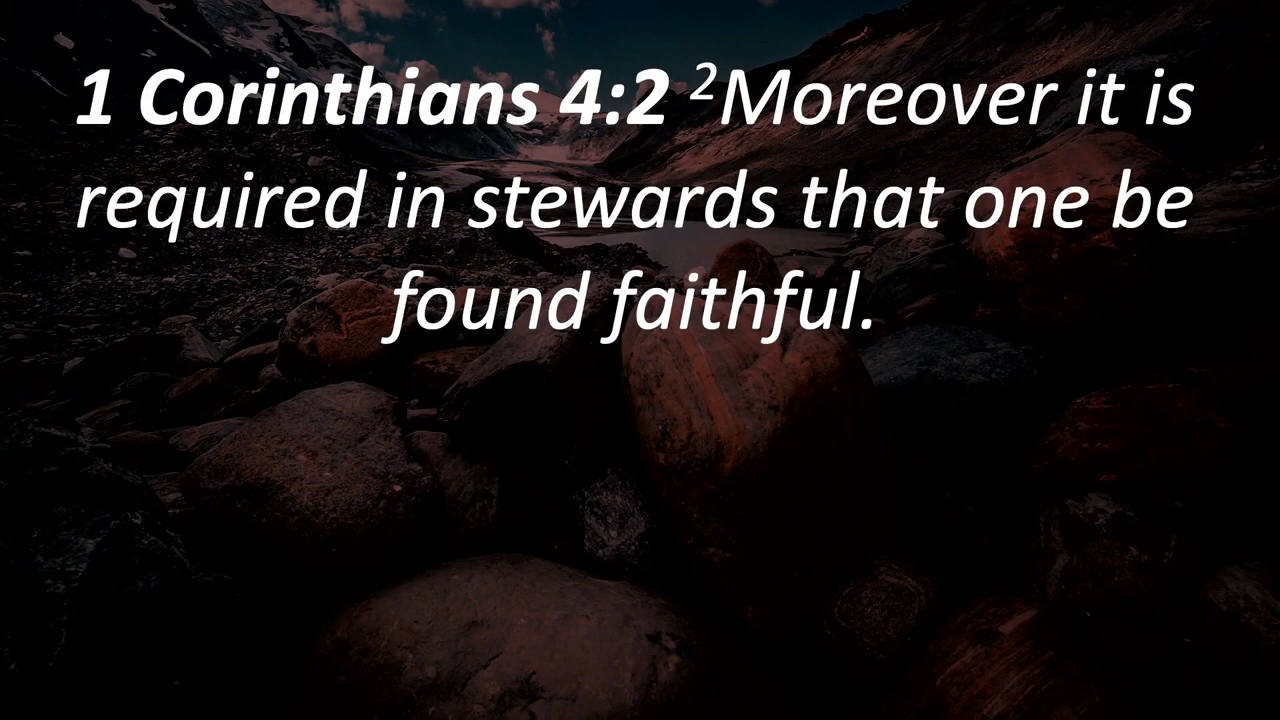 1 Corinthians 4:2 ²Moreover it is
required in stewards that one be
found faithful.